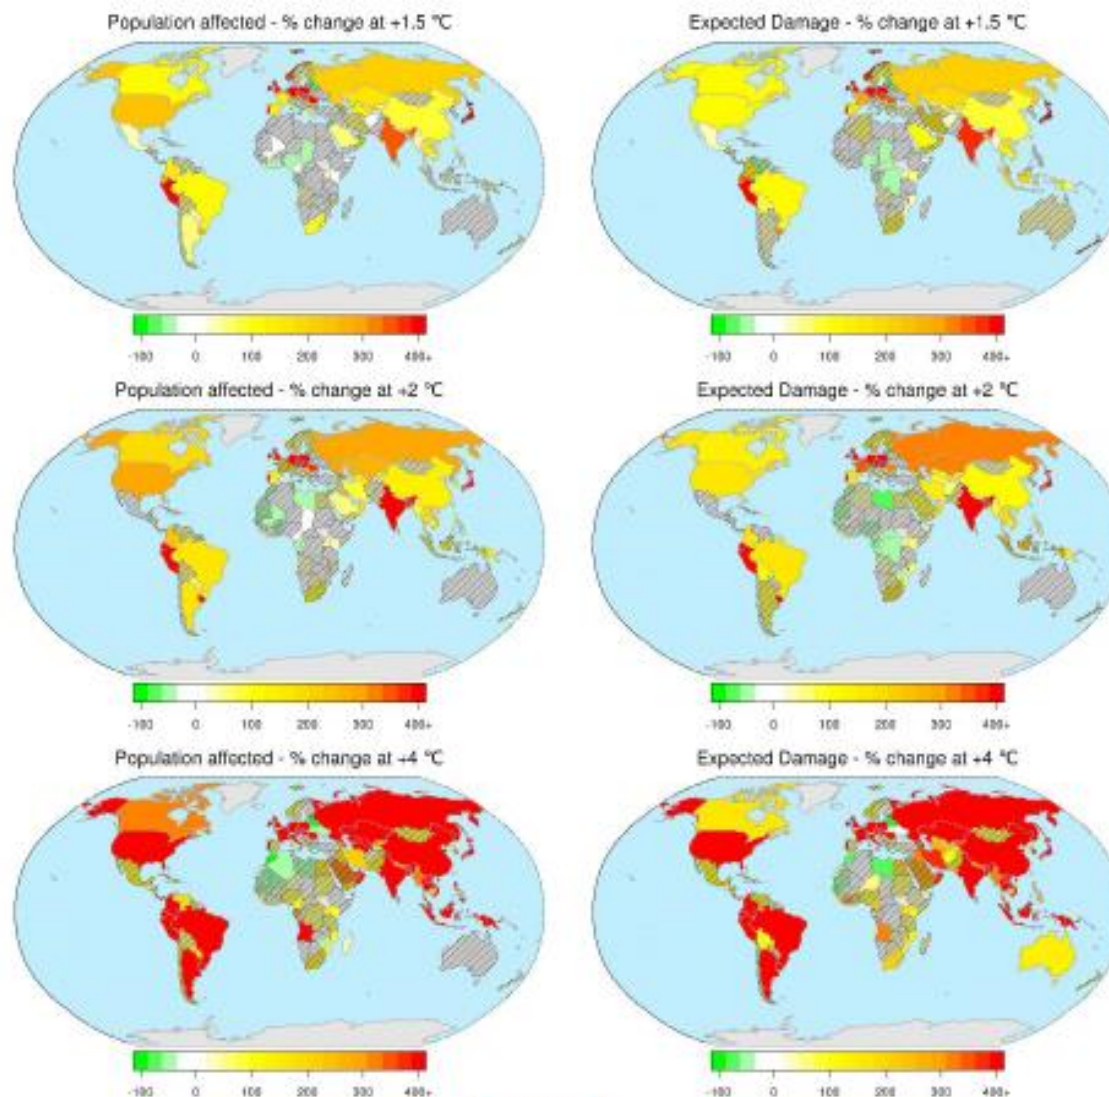 Population affected - % change at +1.5 ℃
Expected Damage - % change at +1.5 ℃
-100 0 100 200 300 400+
-100 0 100 200 300 400+
Population affected - % change at +2 ℃
Expected Damage - % change at +2 ℃
-100 0 100 200 300 400+
-100 0 100 200 300 400+
Population affected - % change at +4 ℃
Expected Damage - % change at +4 ℃
-100 0 100 200 300 400+
-100 0 100 200 300 400+